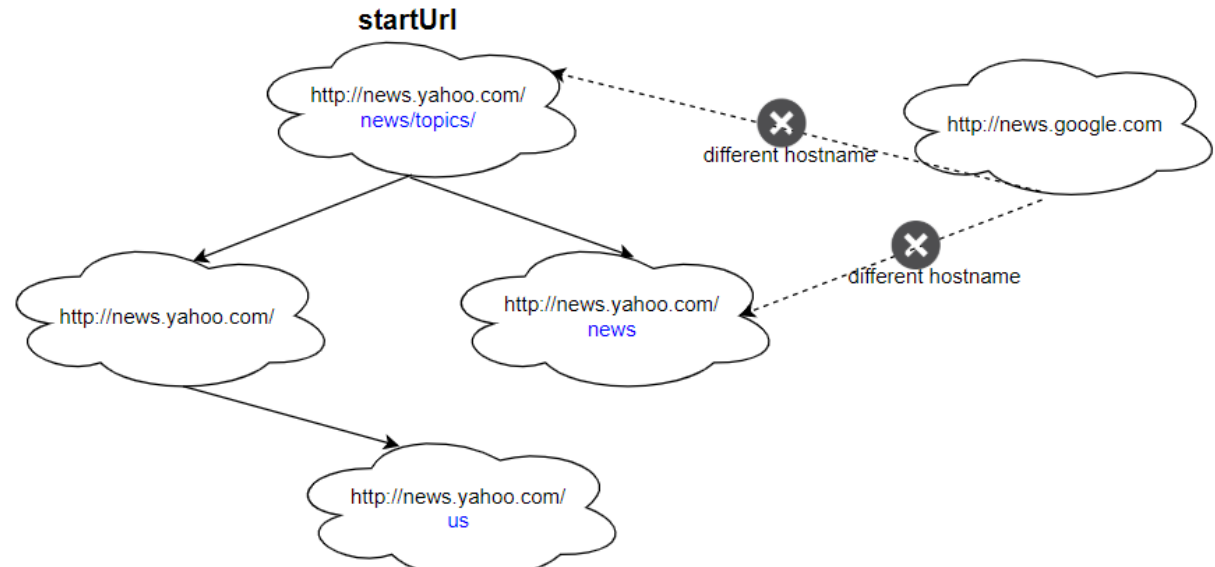 startUrl
http://news.yahoo.com/
news/topics/
http://news.google.com
different hostname
different hostname
http://news.yahoo.com/
http://news.yahoo.com/
news
http://news.yahoo.com/
us